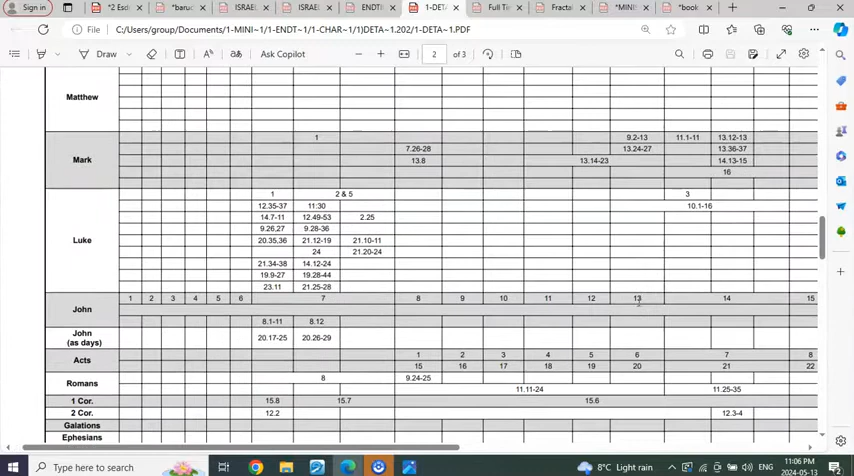 Sign in
*2 Esd
*baruc
ISRAEL
ISRAEL
ENDTI
1-DETA
Full Tin
Fractal
*MINIS
*book
C:/Users/group/Documents/1-MINI~1/1-ENDT~1/1-CHAR~1/1)DETA~1.202/1-DETA~1.PDF
Draw
Ask Copilot
2 of 3
Matthew
1 9.2-13 11.1-11 13.12-13
7.26-28 13.24-27 13.36-37
Mark 13.8 13.14-23 14.13-15
16
1 2 & 5 3
12.35-37 11:30 10.1-16
14.7-11 12.49-53 2.25
9.26,27 9.28-36
Luke 20.35,36 21.12-19 21.10-11
24 21.20-24
21.34-38 14.12-24
19.9-27 19.28-44
23.11 21.25-28
1 2 3 4 5 6 7 8 9 10 11 12 13 14 15
John
8.1-11 8.12
John (as days) 20.17-25 20.26-29
1 2 3 4 5 6 7 8
Acts 15 16 17 18 19 20 21 22
Romans 8 9.24-25
11.11-24 11.25-35
1 Cor. 15.8 15.7 15.6
2 Cor. 12.2 12.3-4
Galations
Ephesians
Type here to search
8°C Light rain
ENG
11:06 PM
2024-05-13